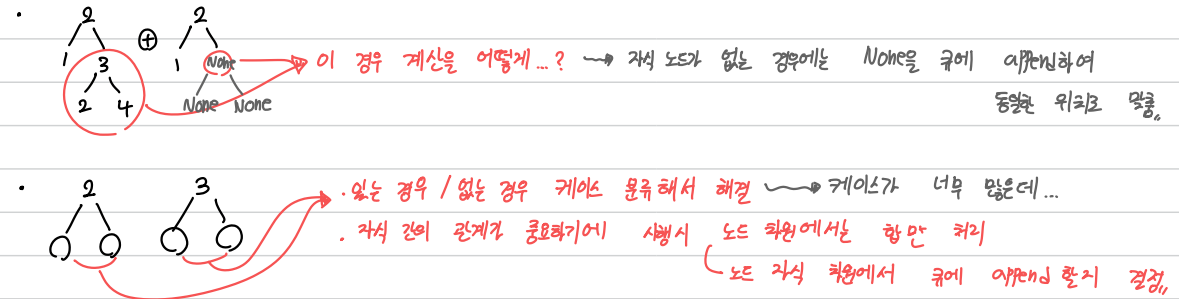 2 ⊕ 2
1 3 1 None → 이 경우 계산을 어떻게...? → 자식 노드가 없는 경우에는 None을 큐에 append하여
2 4 None None 동일한 위치로 맞춤〃
2 3 · 있는 경우 / 없는 경우 케이스 분류해서 해결 → 케이스가 너무 많은데...
· 자식 간의 관계가 중요하기에 시행시 노드 차원에서는 합만 처리
노드 자식 차원에서 큐에 append 할지 결정〃